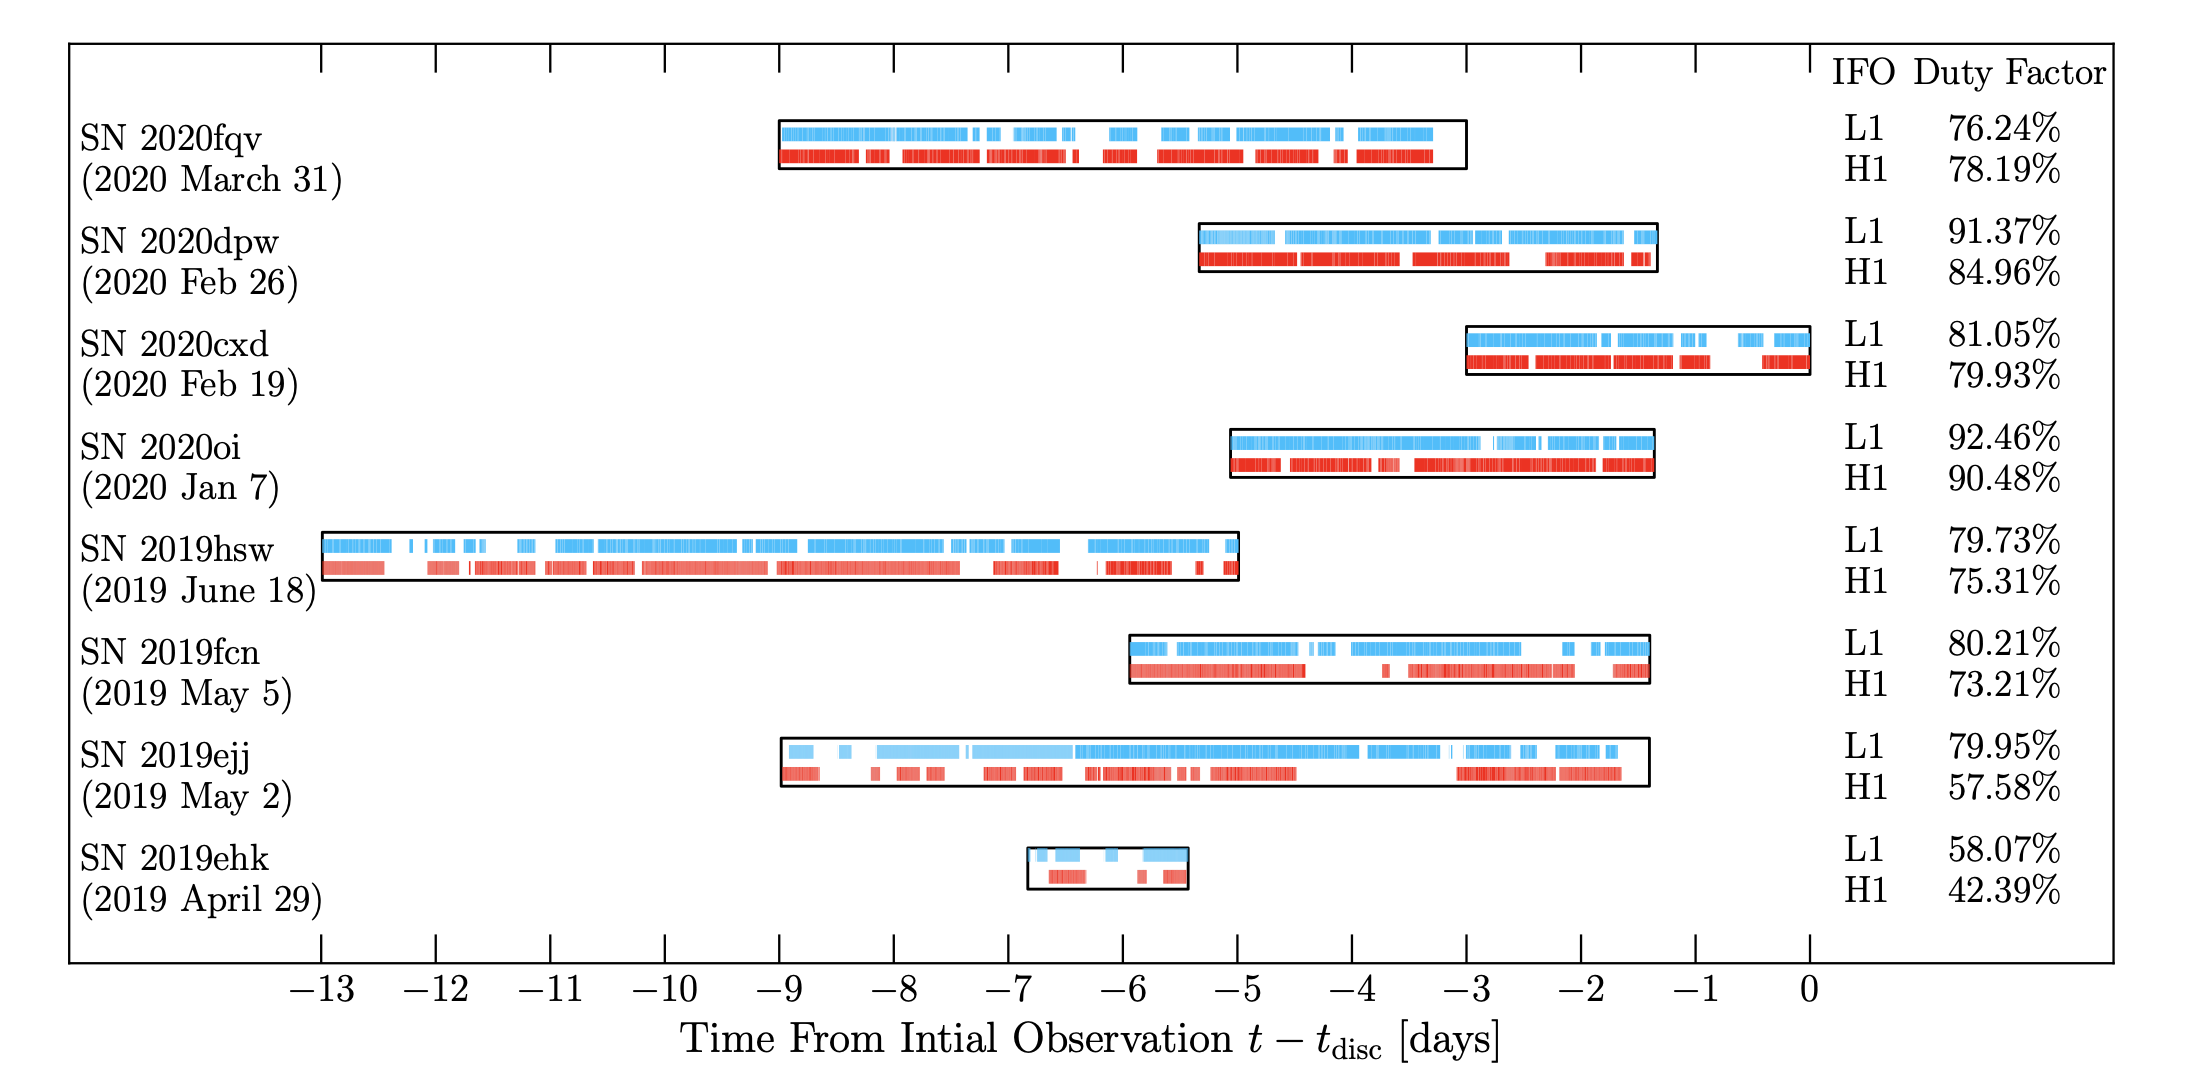 IFO Duty Factor
SN 2020fqv L1 76.24%
(2020 March 31) H1 78.19%
SN 2020dpw L1 91.37%
(2020 Feb 26) H1 84.96%
SN 2020cxd L1 81.05%
(2020 Feb 19) H1 79.93%
SN 2020oi L1 92.46%
(2020 Jan 7) H1 90.48%
SN 2019hsw L1 79.73%
(2019 June 18) H1 75.31%
SN 2019fcn L1 80.21%
(2019 May 5) H1 73.21%
SN 2019ejj L1 79.95%
(2019 May 2) H1 57.58%
SN 2019ehk L1 58.07%
(2019 April 29) H1 42.39%
−13 −12 −11 −10 −9 −8 −7 −6 −5 −4 −3 −2 −1 0
Time From Intial Observation t − t_disc [days]